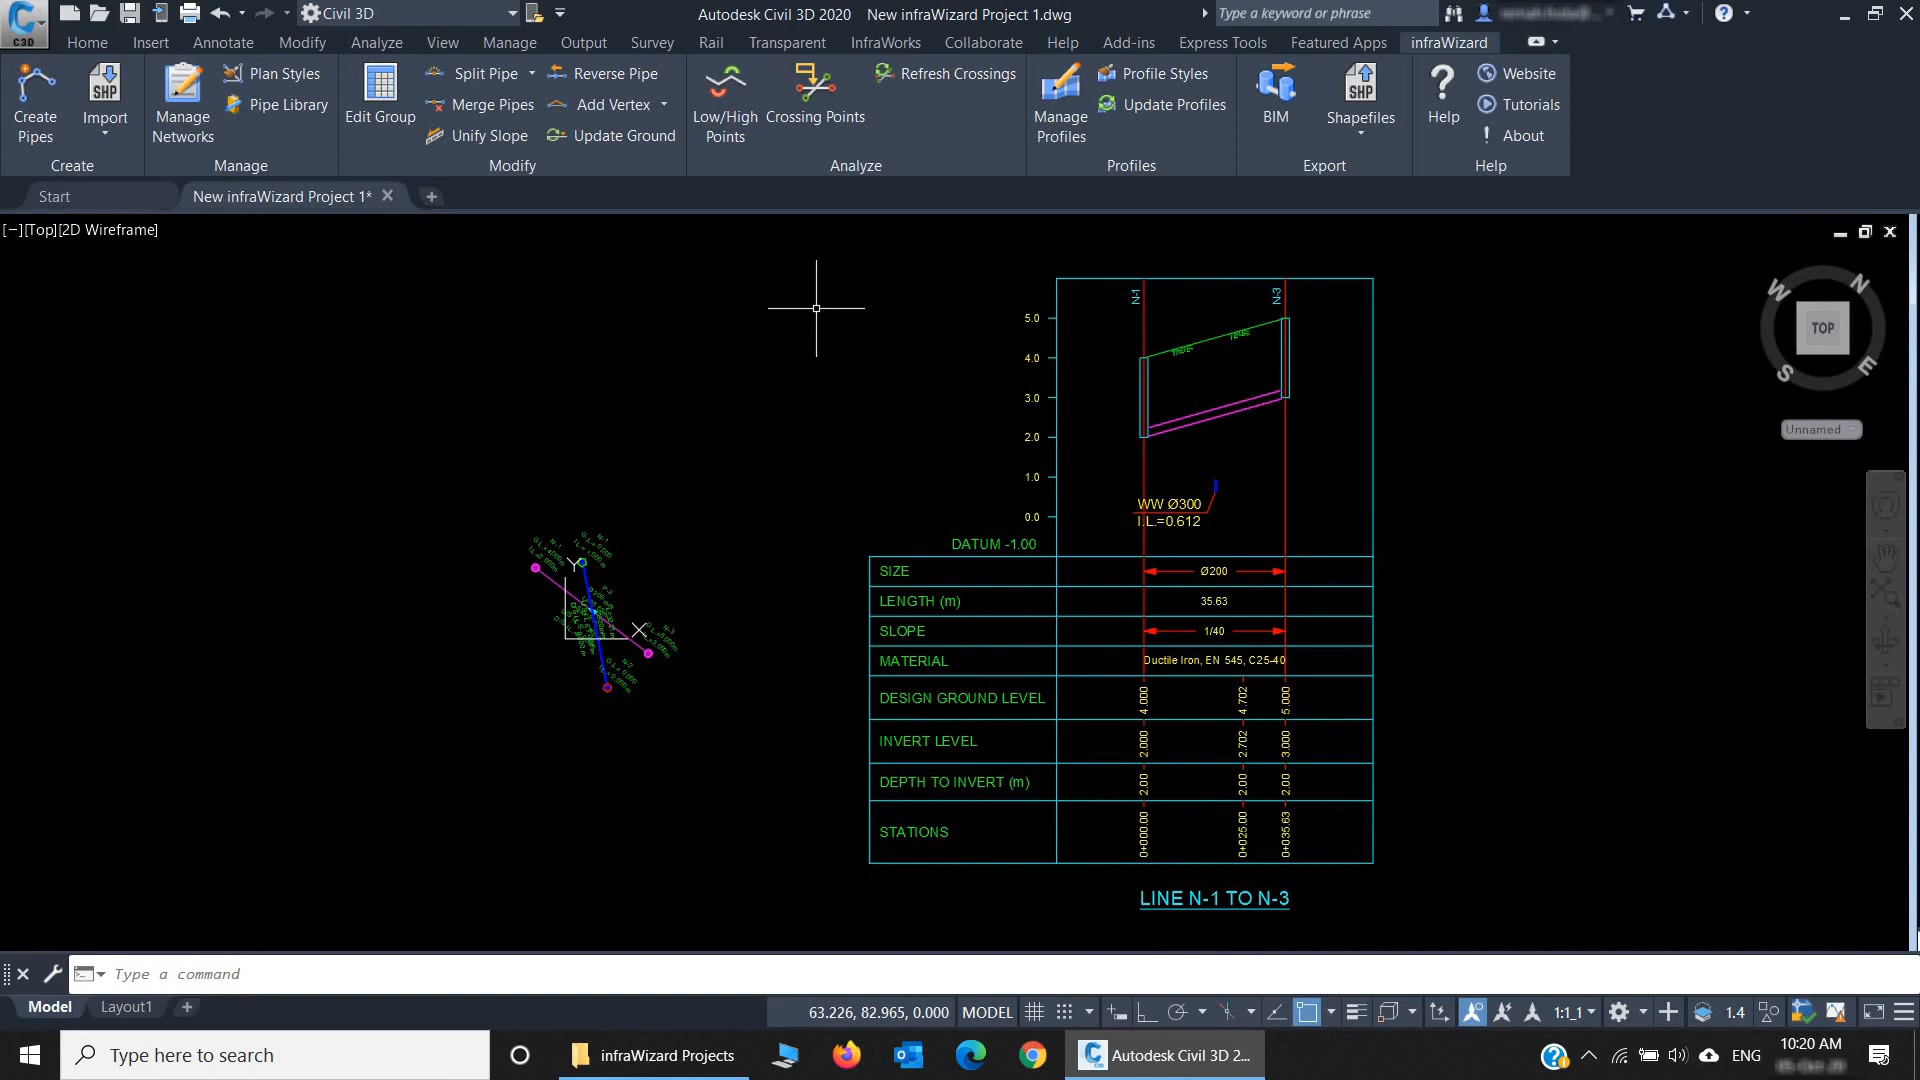 C3D
Civil 3D
Autodesk Civil 3D 2020 New infraWizard Project 1.dwg
Type a keyword or phrase
Home Insert Annotate Modify Analyze View Manage Output Survey Rail Transparent InfraWorks Collaborate Help Add-ins Express Tools Featured Apps infraWizard
Create Pipes
SHP
Import
Create
Manage Networks
Plan Styles
Pipe Library
Manage
Edit Group
Split Pipe
Merge Pipes
Unify Slope
Reverse Pipe
Add Vertex
Update Ground
Modify
Low/High Points
Crossing Points
Refresh Crossings
Analyze
Manage Profiles
Profile Styles
Update Profiles
Profiles
BIM
SHP
Shapefiles
Export
Help
Website
Tutorials
About
Help
Start
New infraWizard Project 1*
[−][Top][2D Wireframe]
W N
TOP
S E
Unnamed
N-1 N-3
5.0
4.0
3.0
2.0
1.0
0.0
WW Ø300
I.L.=0.612
DATUM -1.00
SIZE Ø200
LENGTH (m) 35.63
SLOPE 1/40
MATERIAL Ductile Iron, EN 545, C25-40
DESIGN GROUND LEVEL 4.000 4.702 5.000
INVERT LEVEL 2.000 2.702 3.000
DEPTH TO INVERT (m) 2.00 2.00 2.00
STATIONS 0+000.00 0+025.00 0+035.63
LINE N-1 TO N-3
Y
X
N-1
N-1
N-3
N-2
Type a command
Model Layout1
63.226, 82.965, 0.000 MODEL
1:1_1
1.4
Type here to search
infraWizard Projects
Autodesk Civil 3D 2...
ENG
10:20 AM